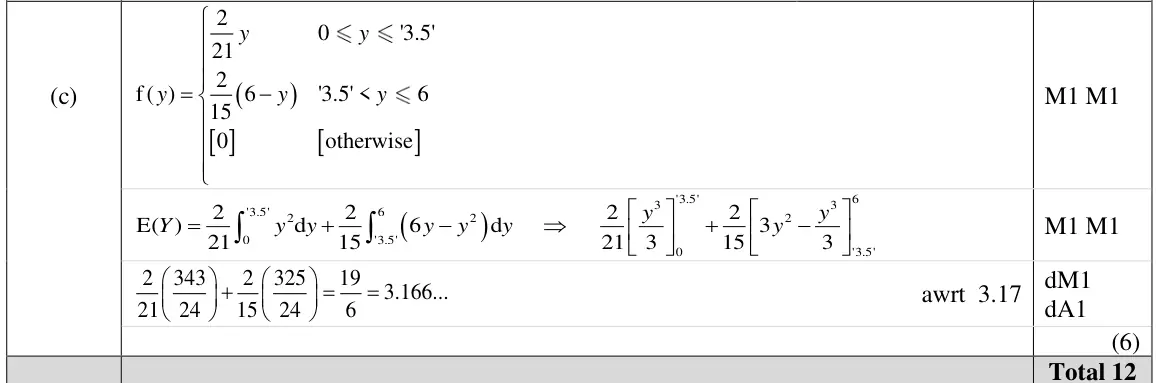 (c) f(y) = { 2/21 y 0 ⩽ y ⩽ '3.5'
2/15 (6 − y) '3.5' < y ⩽ 6
[0] [otherwise] M1 M1
E(Y) = 2/21 ∫_0^'3.5' y² dy + 2/15 ∫_'3.5'^6 (6y − y²) dy ⇒ 2/21 [y³/3]_0^'3.5' + 2/15 [3y² − y³/3]_'3.5'^6 M1 M1
2/21 (343/24) + 2/15 (325/24) = 19/6 = 3.166... awrt 3.17 dM1
dA1
(6)
Total 12